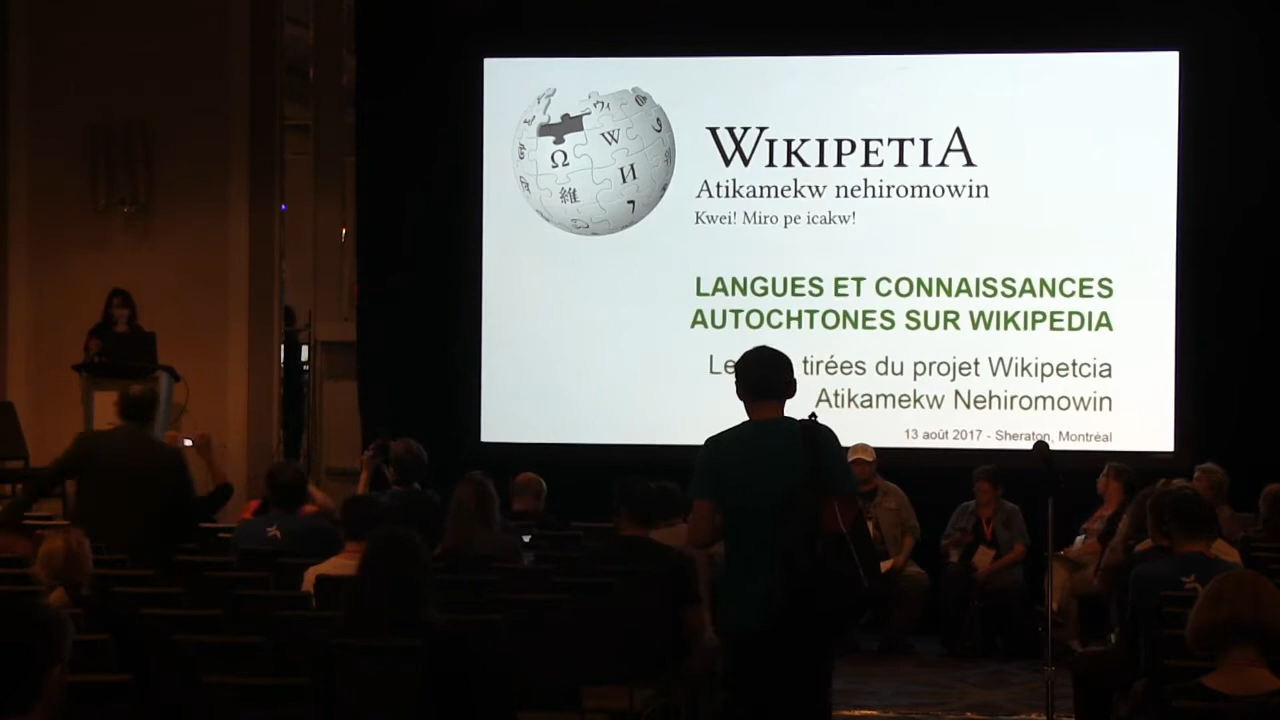 WIKIPETIA
Atikamekw nehiromowin
Kwei! Miro pe icakw!
LANGUES ET CONNAISSANCES
AUTOCHTONES SUR WIKIPEDIA
tirées du projet Wikipetcia
Atikamekw Nehiromowin
13 août 2017 - Sheraton, Montréal
Ω
W
И
維